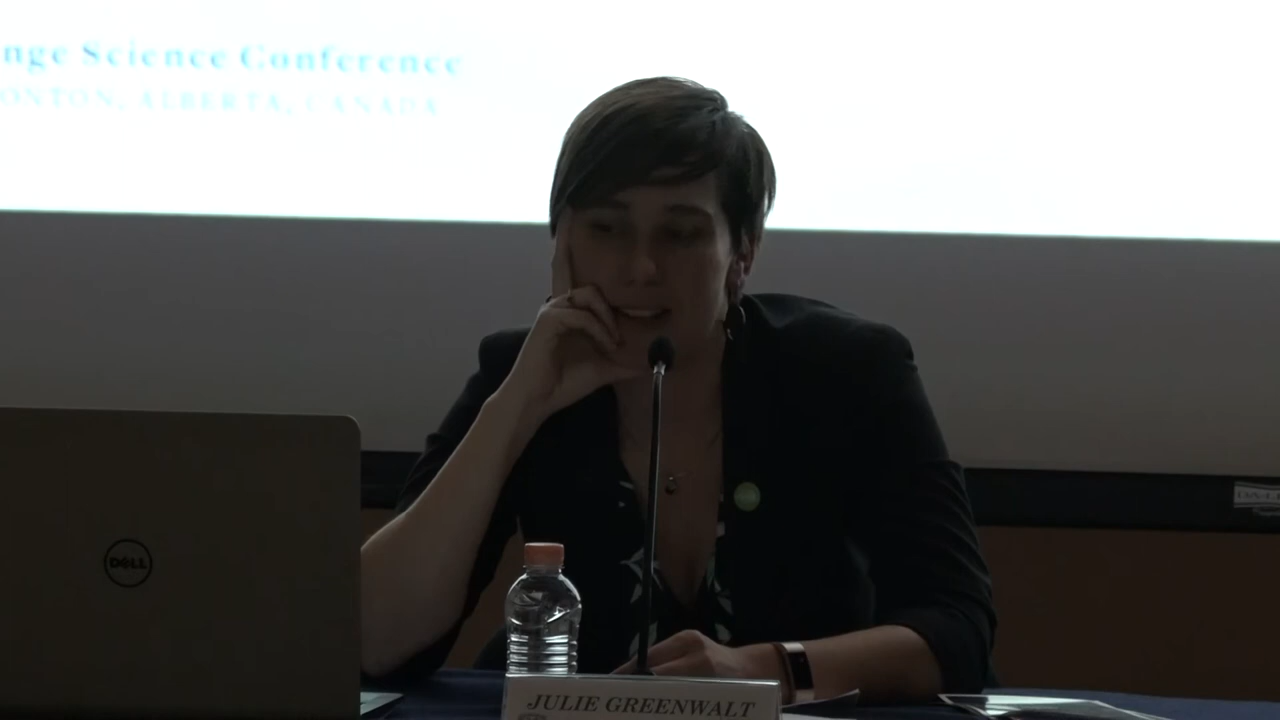 nge Science Conference
ONTON, ALBERTA, CANADA
DELL
JULIE GREENWALT